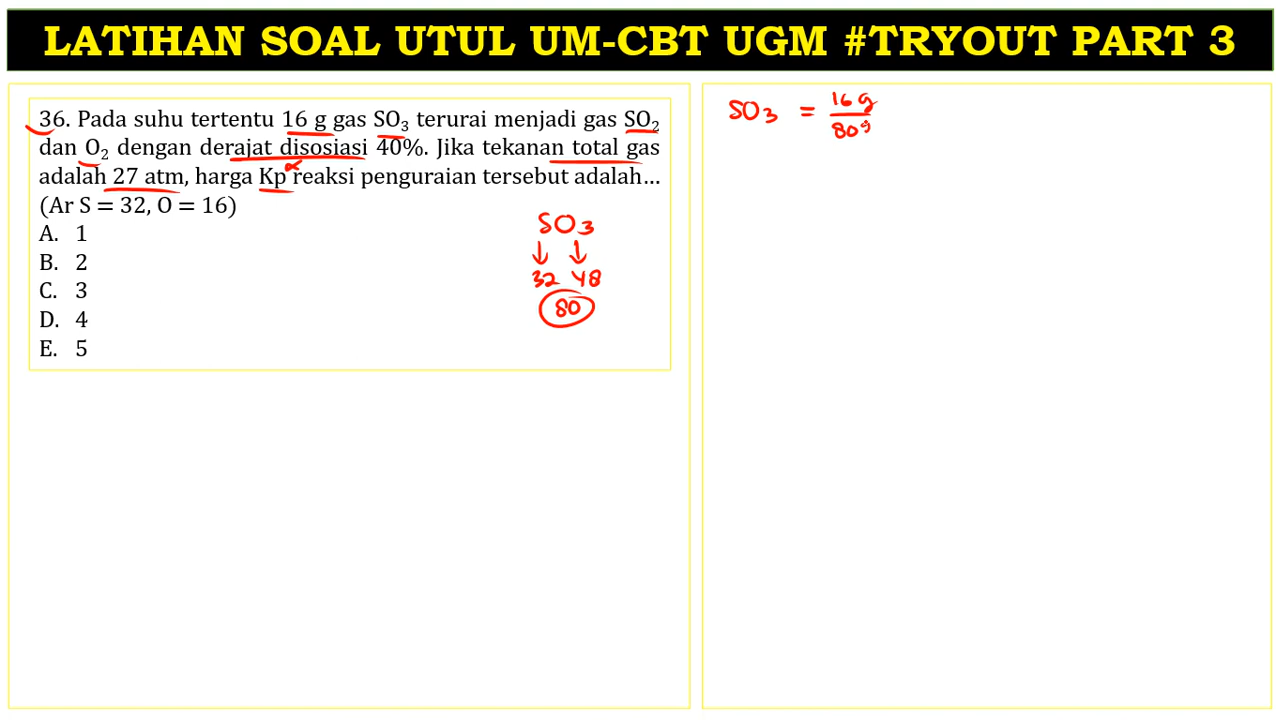 LATIHAN SOAL UTUL UM-CBT UGM #TRYOUT PART 3
36. Pada suhu tertentu 16 g gas SO₃ terurai menjadi gas SO₂
dan O₂ dengan derajat disosiasi 40%. Jika tekanan total gas
α
adalah 27 atm, harga Kp reaksi penguraian tersebut adalah...
(Ar S = 32, O = 16)
A. 1
B. 2
C. 3
D. 4
E. 5
SO₃
↓ ↓
32 48
80
SO₃ = 16 g
80 g